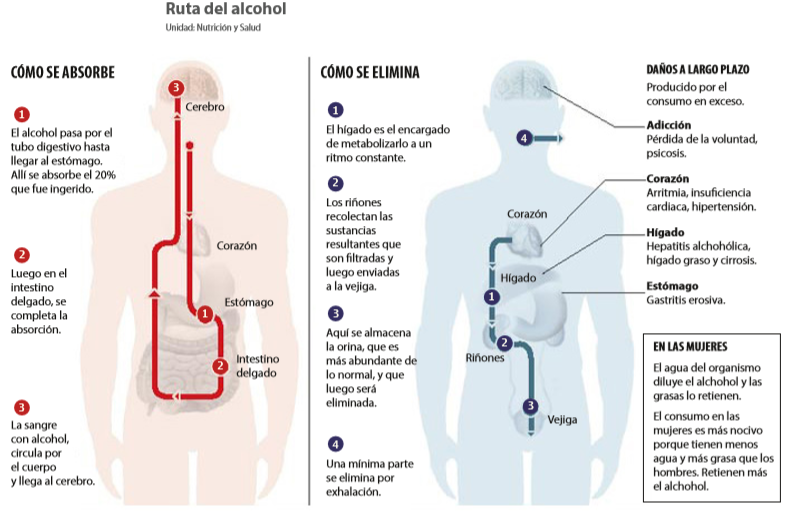 Ruta del alcohol
Unidad: Nutrición y Salud
CÓMO SE ABSORBE
1
El alcohol pasa por el
tubo digestivo hasta
llegar al estómago.
Allí se absorbe el 20%
que fue ingerido.
2
Luego en el
intestino
delgado, se
completa la
absorción.
3
La sangre
con alcohol,
circula por
el cuerpo
y llega al cerebro.
3
Cerebro
Corazón
Estómago
1
Intestino
delgado
2
CÓMO SE ELIMINA
1
El hígado es el encargado
de metabolizarlo a un
ritmo constante.
2
Los riñones
recolectan las
sustancias
resultantes que
son filtradas y
luego enviadas
a la vejiga.
3
Aquí se almacena
la orina, que es
más abundante de
lo normal, y que
luego será
eliminada.
4
Una mínima parte
se elimina por
exhalación.
4
Corazón
Hígado
1
Riñones
2
3
Vejiga
DAÑOS A LARGO PLAZO
Producido por el
consumo en exceso.
Adicción
Pérdida de la voluntad,
psicosis.
Corazón
Arritmia, insuficiencia
cardiaca, hipertensión.
Hígado
Hepatitis alchohólica,
hígado graso y cirrosis.
Estómago
Gastritis erosiva.
EN LAS MUJERES
El agua del organismo
diluye el alchohol y las
grasas lo retienen.
El consumo en las
mujeres es más nocivo
porque tienen menos
agua y más grasa que los
hombres. Retienen más
el alchohol.